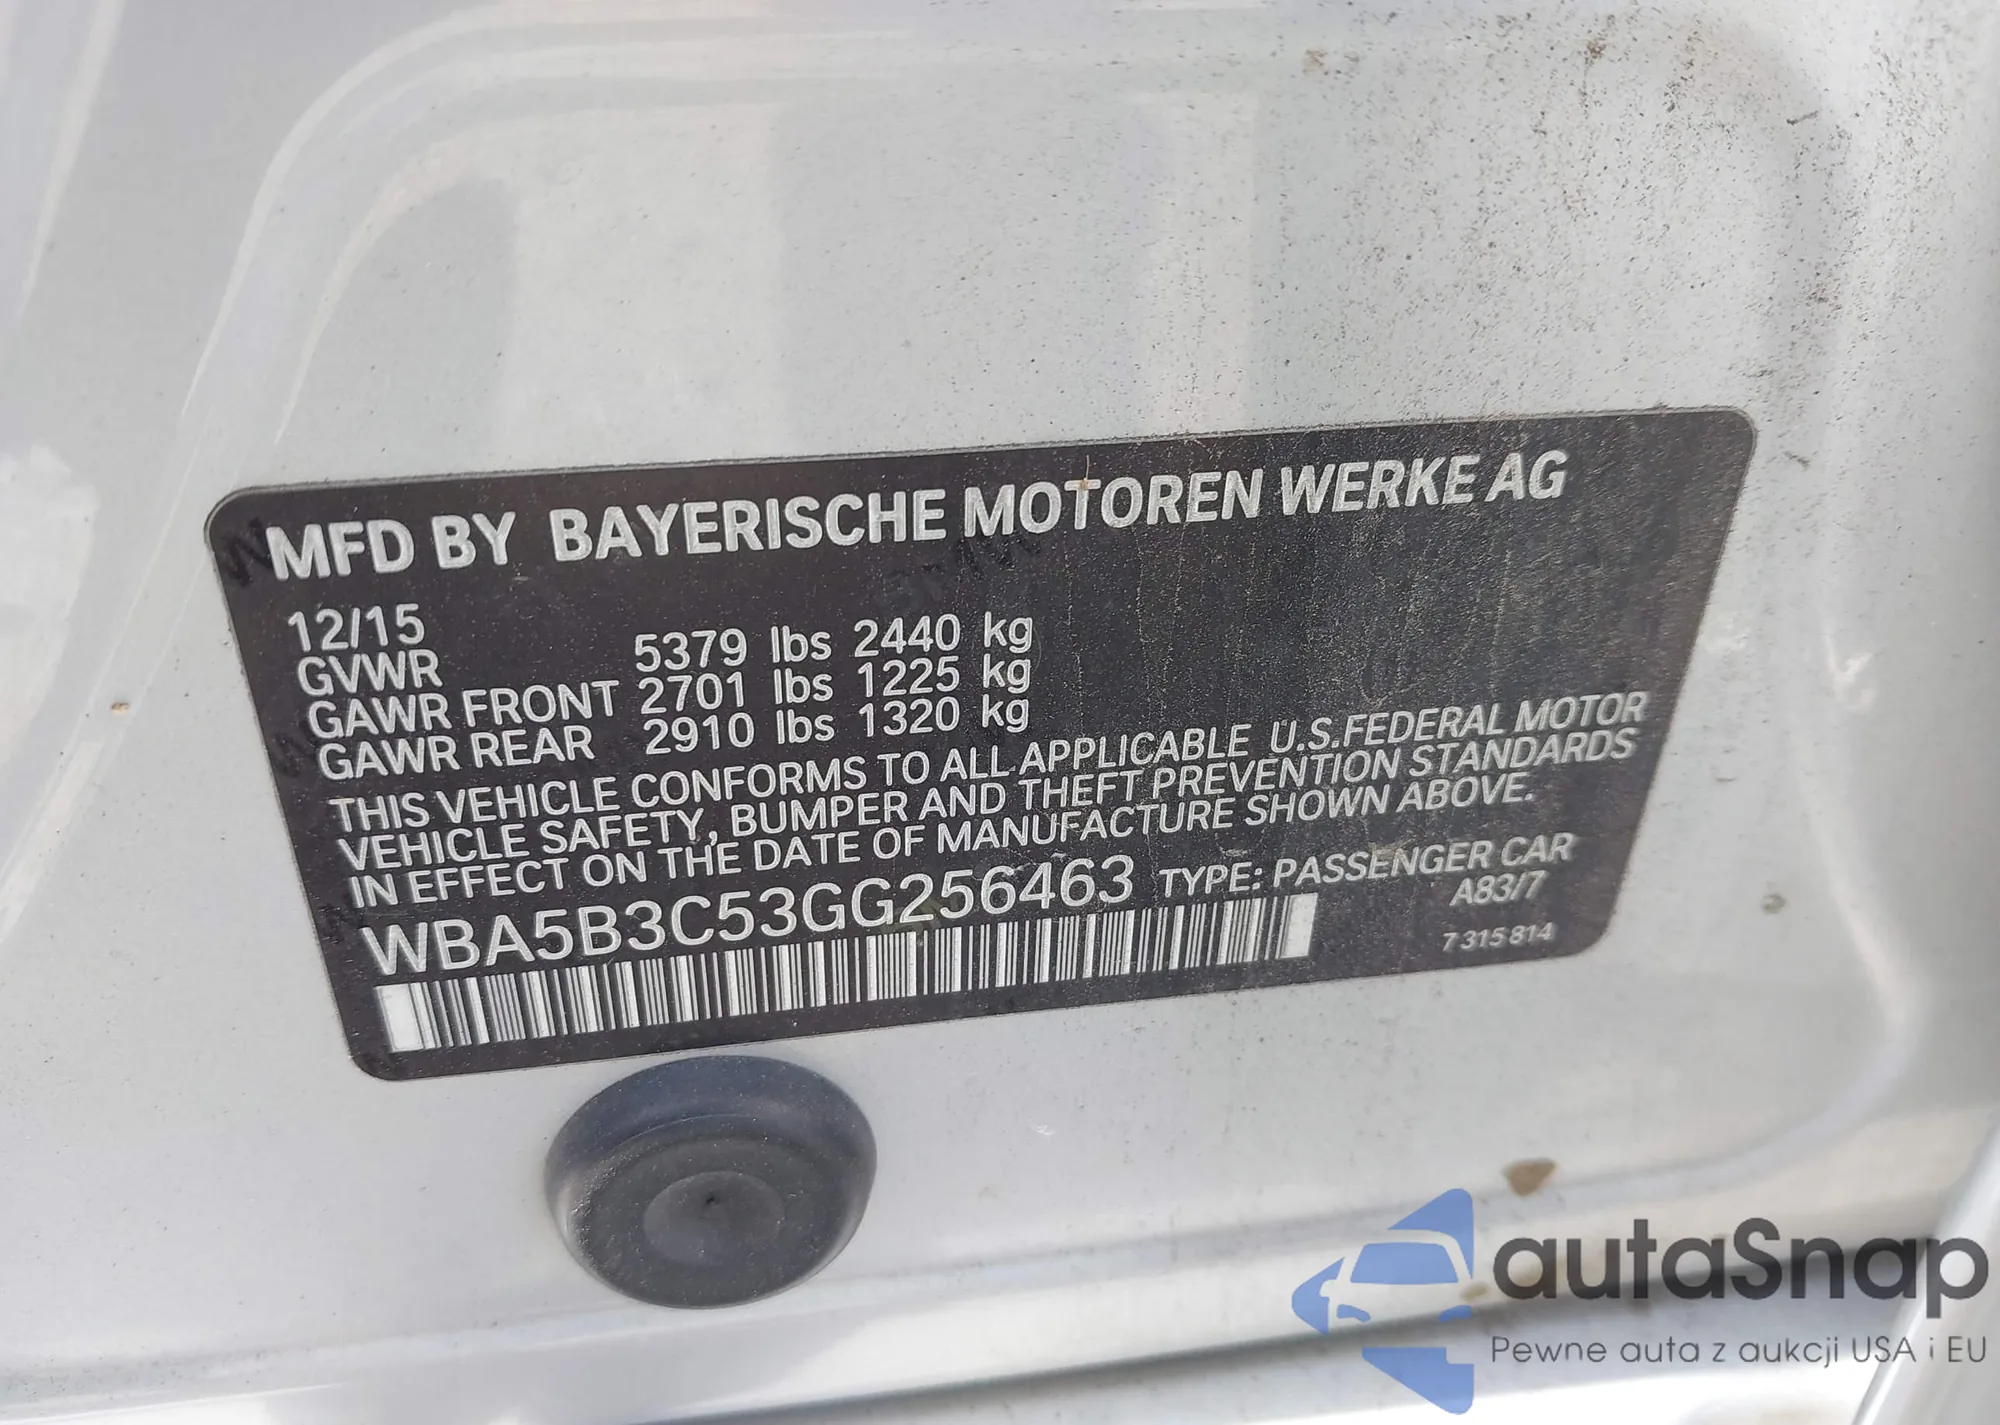 MFD BY BAYERISCHE MOTOREN WERKE AG
12/15
GVWR 5379 lbs 2440 kg
GAWR FRONT 2701 lbs 1225 kg
GAWR REAR 2910 lbs 1320 kg
THIS VEHICLE CONFORMS TO ALL APPLICABLE U.S.FEDERAL MOTOR
VEHICLE SAFETY, BUMPER AND THEFT PREVENTION STANDARDS
IN EFFECT ON THE DATE OF MANUFACTURE SHOWN ABOVE.
WBA5B3C53GG256463 TYPE: PASSENGER CAR
A83/7
7 315 814
autaSnap
Pewne auta z aukcji USA i EU